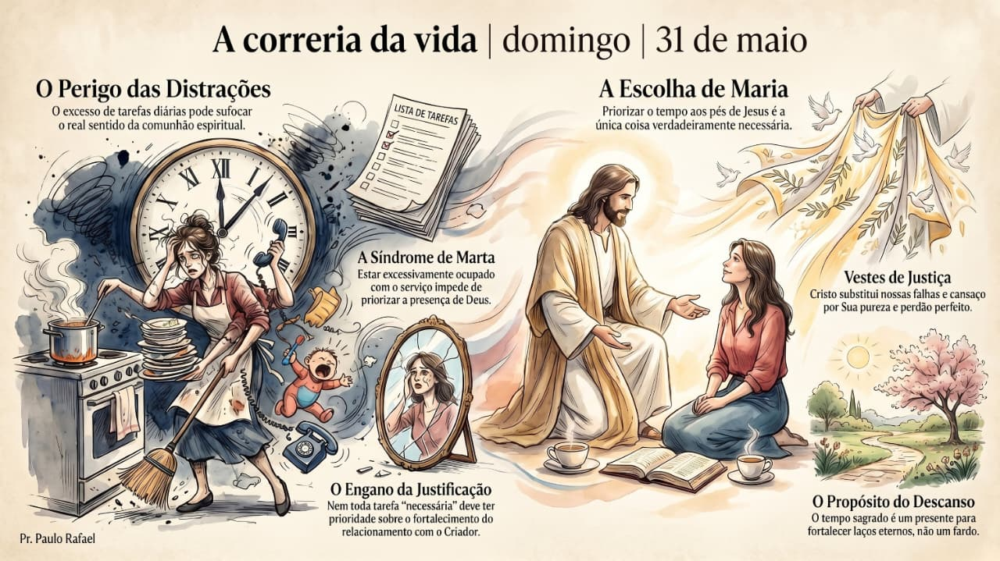 A correria da vida | domingo | 31 de maio
O Perigo das Distrações
O excesso de tarefas diárias pode sufocar
o real sentido da comunhão espiritual.
LISTA DE TAREFAS
XII
I
II
III
X
IX
A Síndrome de Marta
Estar excessivamente ocupado
com o serviço impede de
priorizar a presença de Deus.
O Engano da Justificação
Nem toda tarefa “necessária” deve ter
prioridade sobre o fortalecimento do
relacionamento com o Criador.
Pr. Paulo Rafael
A Escolha de Maria
Priorizar o tempo aos pés de Jesus é a
única coisa verdadeiramente necessária.
Vestes de Justiça
Cristo substitui nossas falhas e cansaço
por Sua pureza e perdão perfeito.
O Propósito do Descanso
O tempo sagrado é um presente para
fortalecer laços eternos, não um fardo.